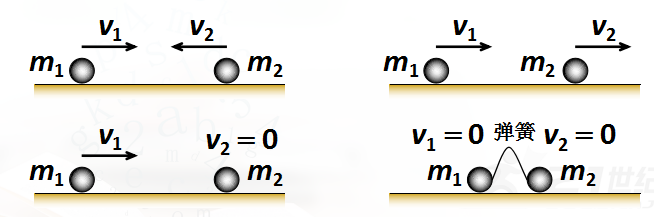 v₁ v₂
m₁ m₂
v₁ v₂
m₁ m₂
v₁ v₂ = 0
m₁ m₂
v₁ = 0 弹簧 v₂ = 0
m₁ m₂